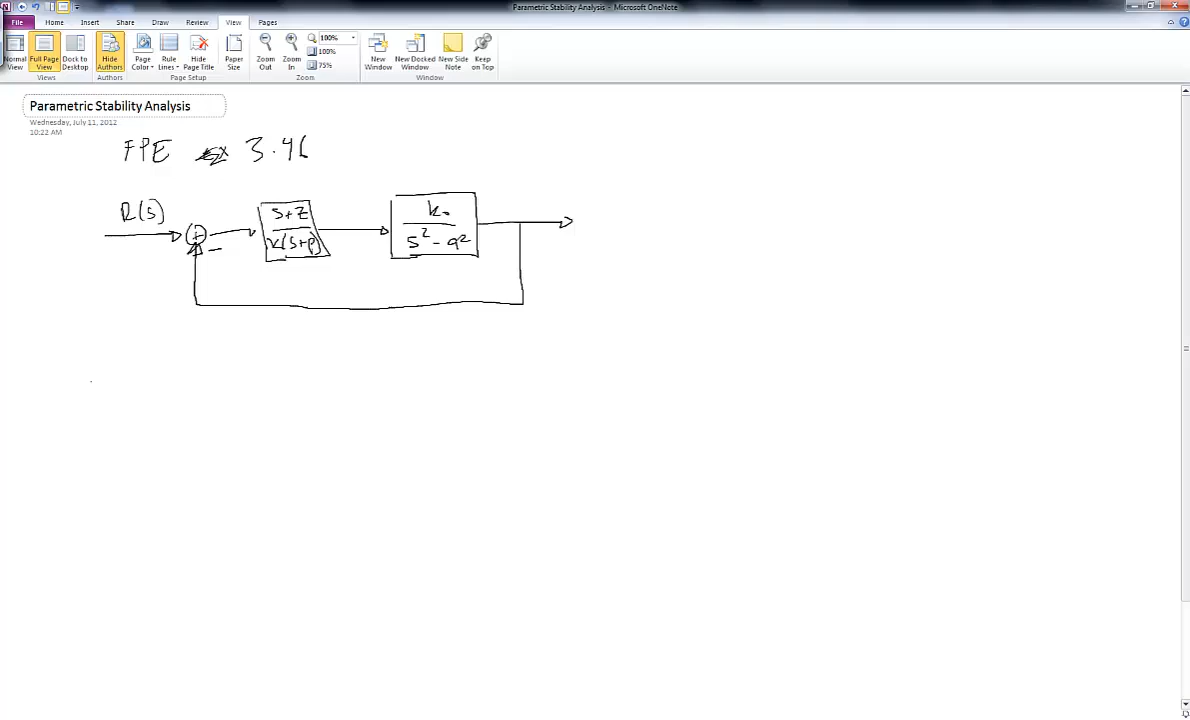 Parametric Stability Analysis - Microsoft OneNote
File Home Insert Share Draw Review View Pages
Normal View Full Page View Dock to Desktop Hide Authors Page Color Rule Lines Hide Page Title Paper Size Zoom Out Zoom In 100% 100% 75% New Window New Docked Window New Side Note Keep on Top
Views Authors Page Setup Zoom Window
Parametric Stability Analysis
Wednesday, July 11, 2012
10:22 AM
FPE 3.46
R(s)
+
-
s+z
k(s+p)
k0
s² - a²